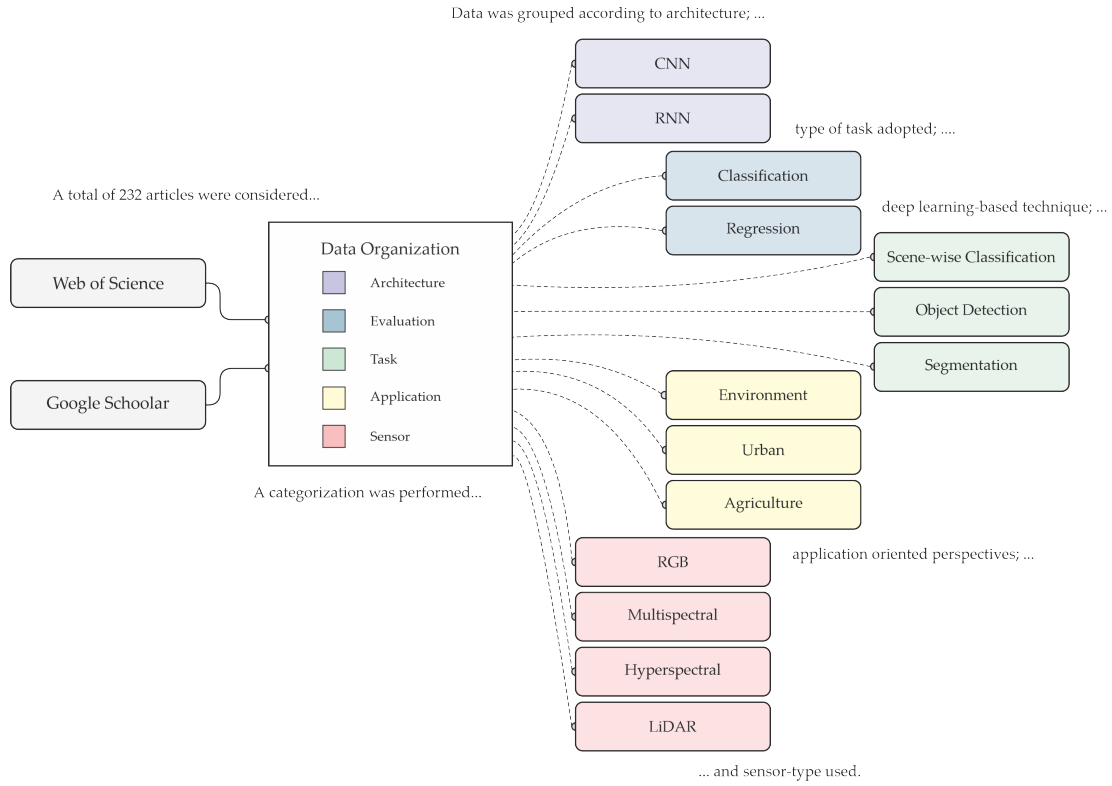 Data was grouped according to architecture; ...
CNN
RNN
type of task adopted; ....
Classification
Regression
deep learning-based technique; ...
Scene-wise Classification
Object Detection
Segmentation
A total of 232 articles were considered...
Web of Science
Google Schoolar
Data Organization
Architecture
Evaluation
Task
Application
Sensor
A categorization was performed...
Environment
Urban
Agriculture
application oriented perspectives; ...
RGB
Multispectral
Hyperspectral
LiDAR
... and sensor-type used.